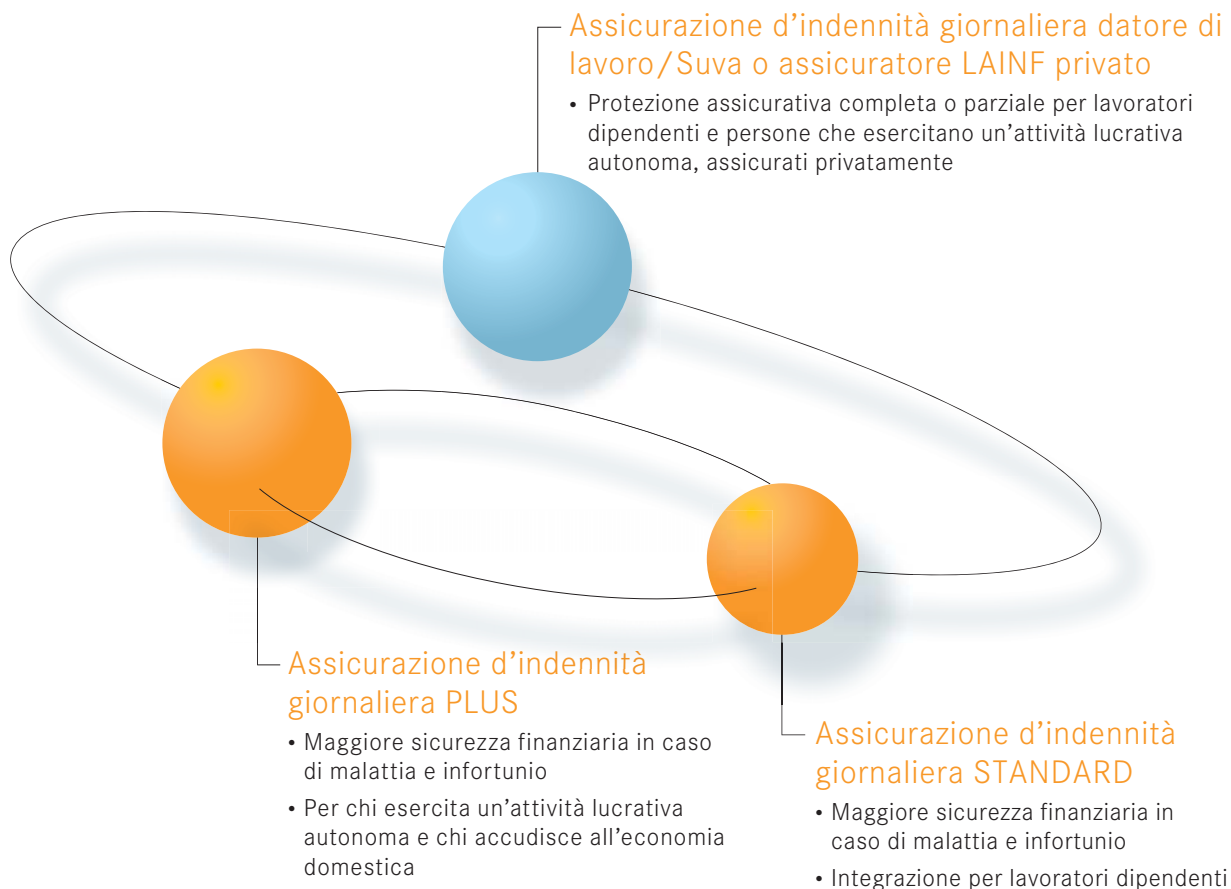 Assicurazione d'indennità giornaliera datore di
lavoro/Suva o assicuratore LAINF privato
• Protezione assicurativa completa o parziale per lavoratori
dipendenti e persone che esercitano un'attività lucrativa
autonoma, assicurati privatamente
Assicurazione d'indennità
giornaliera PLUS
• Maggiore sicurezza finanziaria in caso
di malattia e infortunio
• Per chi esercita un'attività lucrativa
autonoma e chi accudisce all'economia
domestica
Assicurazione d'indennità
giornaliera STANDARD
• Maggiore sicurezza finanziaria in
caso di malattia e infortunio
• Integrazione per lavoratori dipendenti